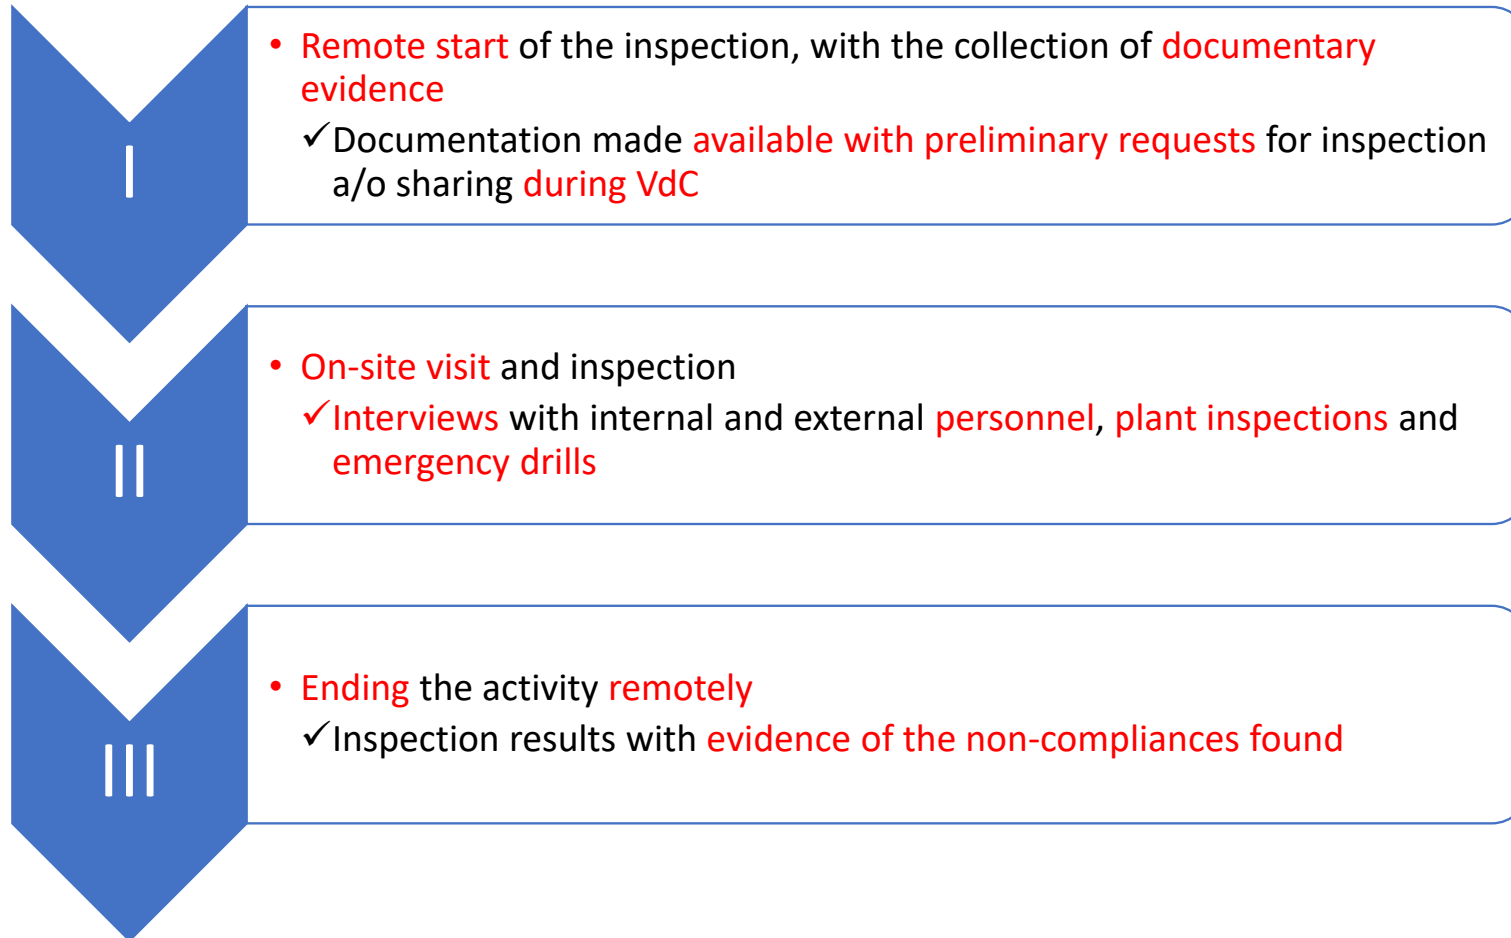 I
• Remote start of the inspection, with the collection of documentary
evidence
✓Documentation made available with preliminary requests for inspection
a/o sharing during VdC
II
• On-site visit and inspection
✓Interviews with internal and external personnel, plant inspections and
emergency drills
III
• Ending the activity remotely
✓Inspection results with evidence of the non-compliances found